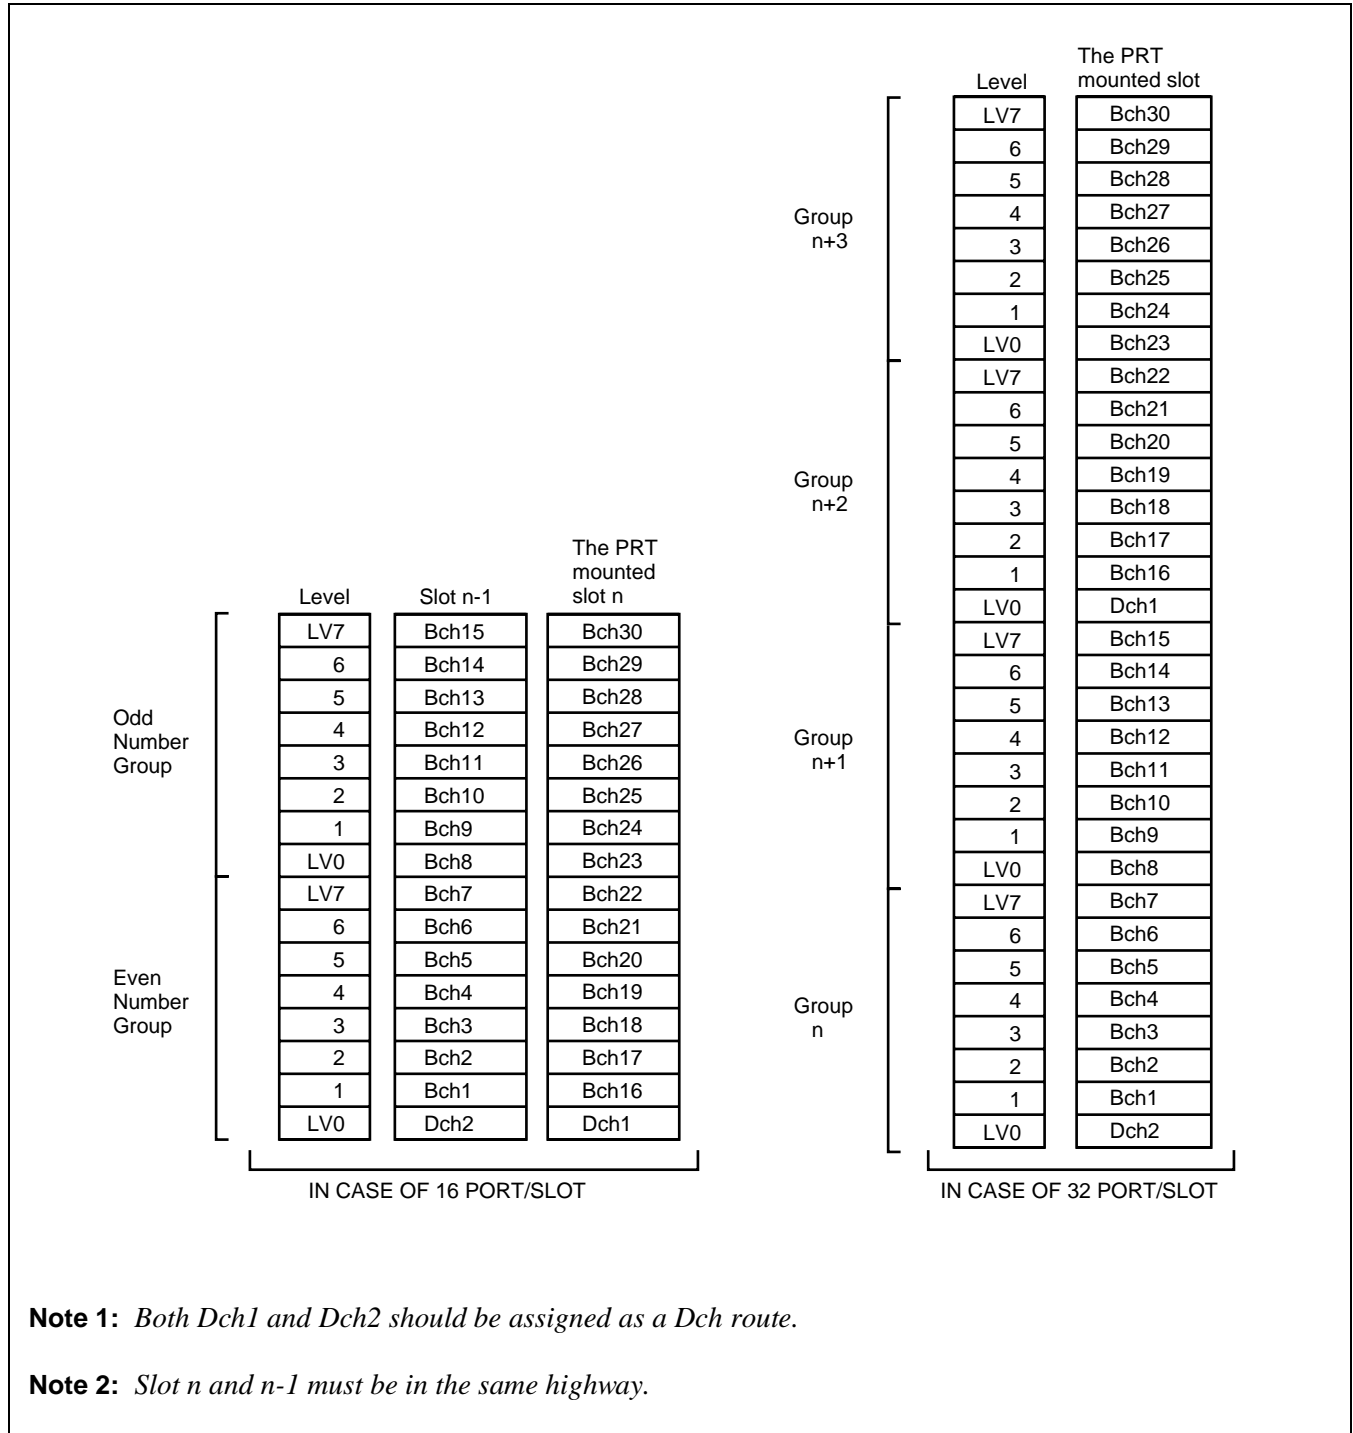 The PRT
mounted slot
Level
LV7 Bch30
6 Bch29
5 Bch28
4 Bch27
3 Bch26
2 Bch25
1 Bch24
LV0 Bch23
Group
n+3
LV7 Bch22
6 Bch21
5 Bch20
4 Bch19
3 Bch18
2 Bch17
1 Bch16
LV0 Dch1
Group
n+2
LV7 Bch15
6 Bch14
5 Bch13
4 Bch12
3 Bch11
2 Bch10
1 Bch9
LV0 Bch8
Group
n+1
LV7 Bch7
6 Bch6
5 Bch5
4 Bch4
3 Bch3
2 Bch2
1 Bch1
LV0 Dch2
Group
n
IN CASE OF 32 PORT/SLOT
The PRT
mounted
slot n
Level Slot n-1
LV7 Bch15 Bch30
6 Bch14 Bch29
5 Bch13 Bch28
4 Bch12 Bch27
3 Bch11 Bch26
2 Bch10 Bch25
1 Bch9 Bch24
LV0 Bch8 Bch23
Odd
Number
Group
LV7 Bch7 Bch22
6 Bch6 Bch21
5 Bch5 Bch20
4 Bch4 Bch19
3 Bch3 Bch18
2 Bch2 Bch17
1 Bch1 Bch16
LV0 Dch2 Dch1
Even
Number
Group
IN CASE OF 16 PORT/SLOT
Note 1: Both Dch1 and Dch2 should be assigned as a Dch route.
Note 2: Slot n and n-1 must be in the same highway.